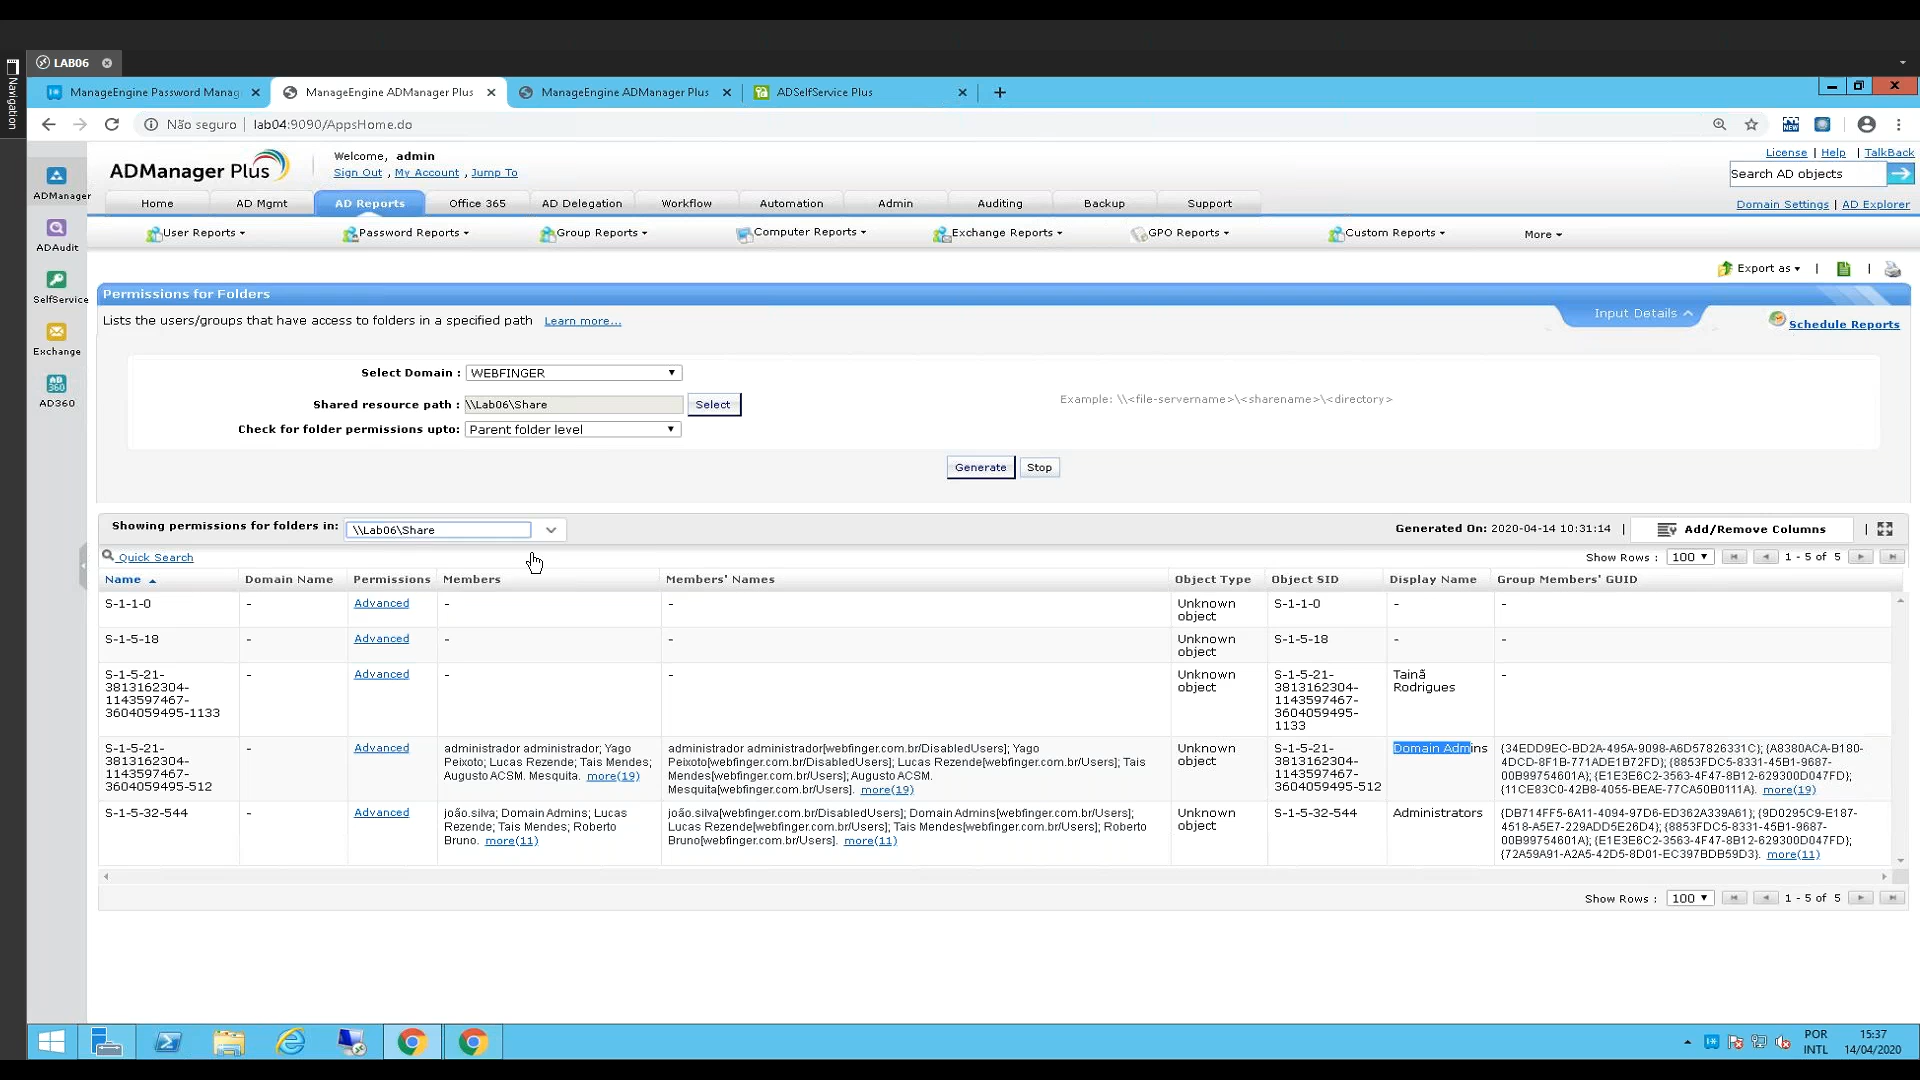 LAB06
Navigation
ManageEngine Password Manag
ManageEngine ADManager Plus
ManageEngine ADManager Plus
ADSelfService Plus
Não seguro
lab04:9090/AppsHome.do
ADManager Plus
Welcome, admin
Sign Out , My Account , Jump To
License | Help | TalkBack
Search AD objects
Domain Settings | AD Explorer
ADManager
ADAudit
SelfService
Exchange
AD360
Home AD Mgmt AD Reports Office 365 AD Delegation Workflow Automation Admin Auditing Backup Support
User Reports Password Reports Group Reports Computer Reports Exchange Reports GPO Reports Custom Reports More
Export as
Permissions for Folders
Lists the users/groups that have access to folders in a specified path Learn more...
Input Details
Schedule Reports
Select Domain : WEBFINGER
Shared resource path : \\Lab06\Share Select
Example: \\<file-servername>\<sharename>\<directory>
Check for folder permissions upto: Parent folder level
Generate Stop
Showing permissions for folders in: \\Lab06\Share
Generated On: 2020-04-14 10:31:14 | Add/Remove Columns |
Quick Search
Show Rows : 100 1 - 5 of 5
Name Domain Name Permissions Members Members' Names Object Type Object SID Display Name Group Members' GUID
S-1-1-0 - Advanced - - Unknown object S-1-1-0 - -
S-1-5-18 - Advanced - - Unknown object S-1-5-18 - -
S-1-5-21-
3813162304-
1143597467-
3604059495-1133
-
Advanced
-
-
Unknown
object
S-1-5-21-
3813162304-
1143597467-
3604059495-
1133
Tainã
Rodrigues
-
S-1-5-21-
3813162304-
1143597467-
3604059495-512
-
Advanced
administrador administrador; Yago
Peixoto; Lucas Rezende; Tais Mendes;
Augusto ACSM. Mesquita. more(19)
administrador administrador[webfinger.com.br/DisabledUsers]; Yago
Peixoto[webfinger.com.br/DisabledUsers]; Lucas Rezende[webfinger.com.br/Users]; Tais
Mendes[webfinger.com.br/Users]; Augusto ACSM.
Mesquita[webfinger.com.br/Users]. more(19)
Unknown
object
S-1-5-21-
3813162304-
1143597467-
3604059495-512
Domain Admins
{34EDD9EC-BD2A-495A-9098-A6D57826331C}; {A8380ACA-B180-
4DCD-8F1B-771ADE1B72FD}; {8853FDC5-8331-45B1-9687-
00B99754601A}; {E1E3E6C2-3563-4F47-8B12-629300D047FD};
{11CE83C0-42B8-4055-BEAE-77CA50B0111A}. more(19)
S-1-5-32-544
-
Advanced
joão.silva; Domain Admins; Lucas
Rezende; Tais Mendes; Roberto
Bruno. more(11)
joão.silva[webfinger.com.br/DisabledUsers]; Domain Admins[webfinger.com.br/Users];
Lucas Rezende[webfinger.com.br/Users]; Tais Mendes[webfinger.com.br/Users]; Roberto
Bruno[webfinger.com.br/Users]. more(11)
Unknown
object
S-1-5-32-544
Administrators
{DB714FF5-6A11-4094-97D6-ED362A339A61}; {9D0295C9-E187-
4518-A5E7-229ADD5E26D4}; {8853FDC5-8331-45B1-9687-
00B99754601A}; {E1E3E6C2-3563-4F47-8B12-629300D047FD};
{72A59A91-A2A5-42D5-8D01-EC397BDB59D3}. more(11)
Show Rows : 100 1 - 5 of 5
POR
INTL
15:37
14/04/2020